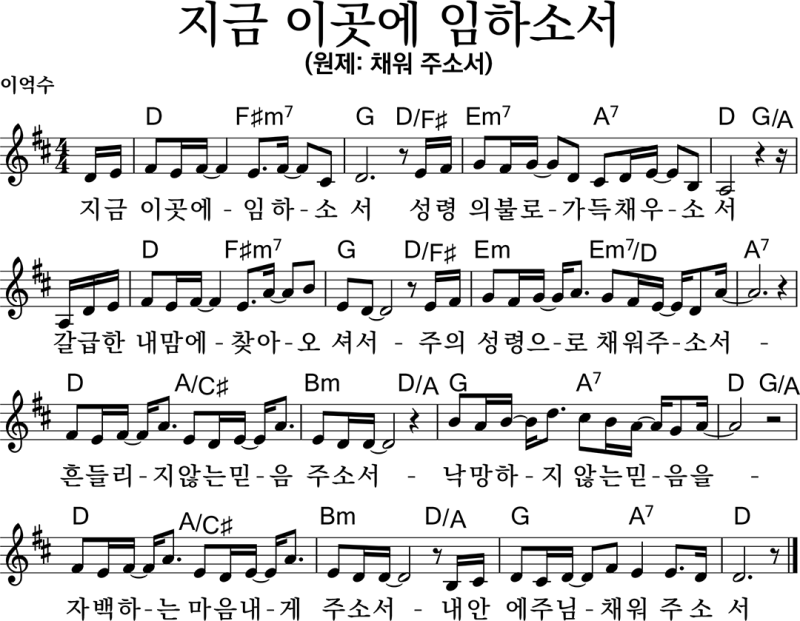 지금 이곳에 임하소서
(원제: 채워 주소서)
이억수
D F♯m7 G D/F♯ Em7 A7 D G/A
지금 이곳에 - 임 하 - 소 서 성령 의불로 - 가득채우 - 소 서
D F♯m7 G D/F♯ Em Em7/D A7
갈급한 내맘에 - 찾아 - 오 셔서 - 주의 성령으 - 로 채워주 - 소서 -
D A/C♯ Bm D/A G A7 D G/A
흔들리 - 지않는믿 - 음 주소서 - 낙망하 - 지 않는믿 - 음을 -
D A/C♯ Bm D/A G A7 D
자백하 - 는 마음내 - 게 주소서 - 내안 에주님 - 채워 주 소 서